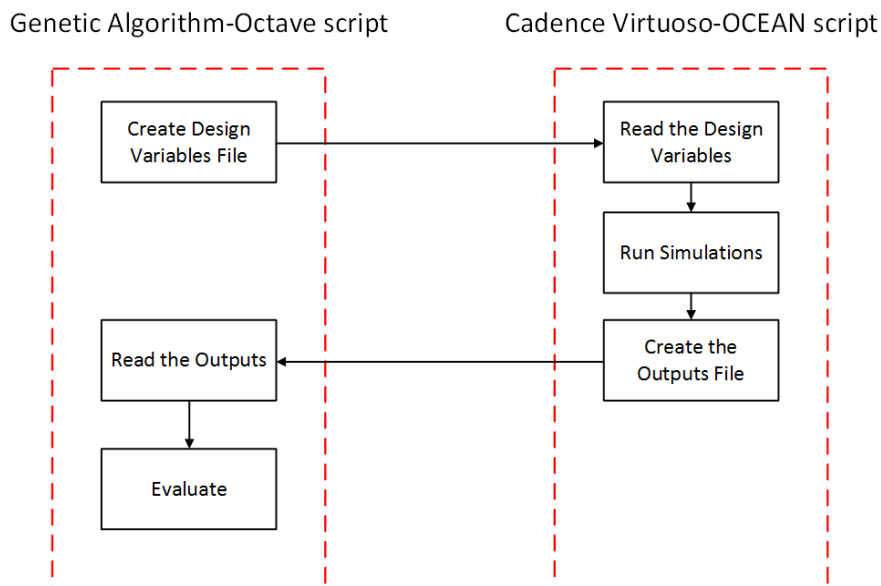 Genetic Algorithm-Octave script
Cadence Virtuoso-OCEAN script
Create Design
Variables File
Read the Design
Variables
Run Simulations
Create the
Outputs File
Read the Outputs
Evaluate